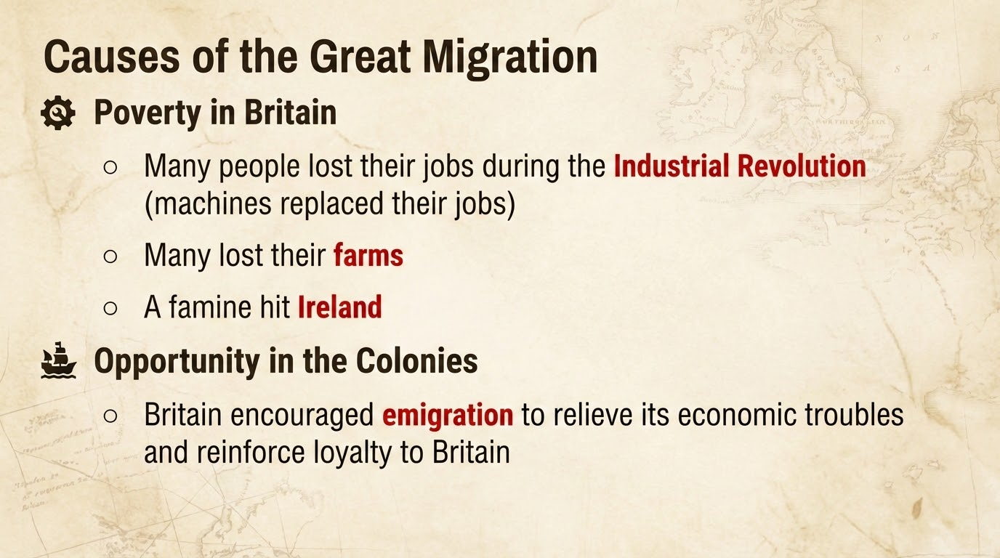 Causes of the Great Migration
Poverty in Britain
○ Many people lost their jobs during the Industrial Revolution
(machines replaced their jobs)
○ Many lost their farms
○ A famine hit Ireland
Opportunity in the Colonies
○ Britain encouraged emigration to relieve its economic troubles
and reinforce loyalty to Britain